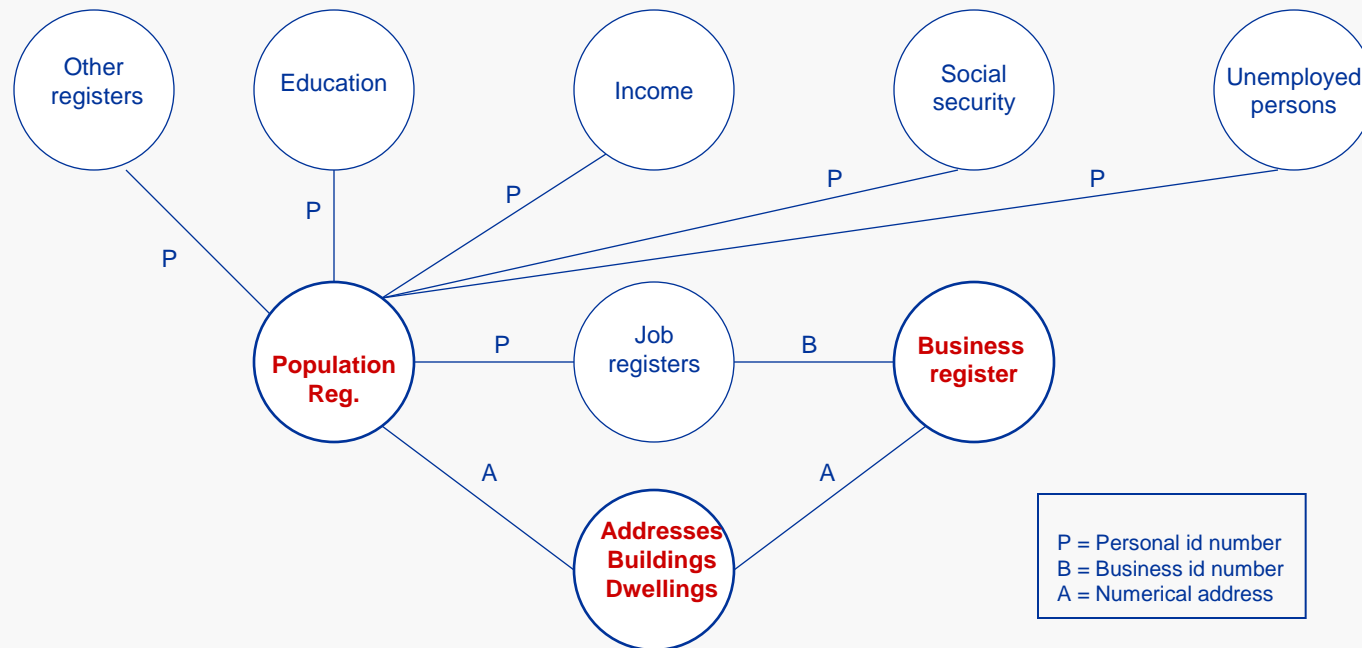 Other
registers
Education
Income
Social
security
Unemployed
persons
P
P
P
P
P
Population
Reg.
P
Job
registers
B
Business
register
A
A
Addresses
Buildings
Dwellings
P = Personal id number
B = Business id number
A = Numerical address